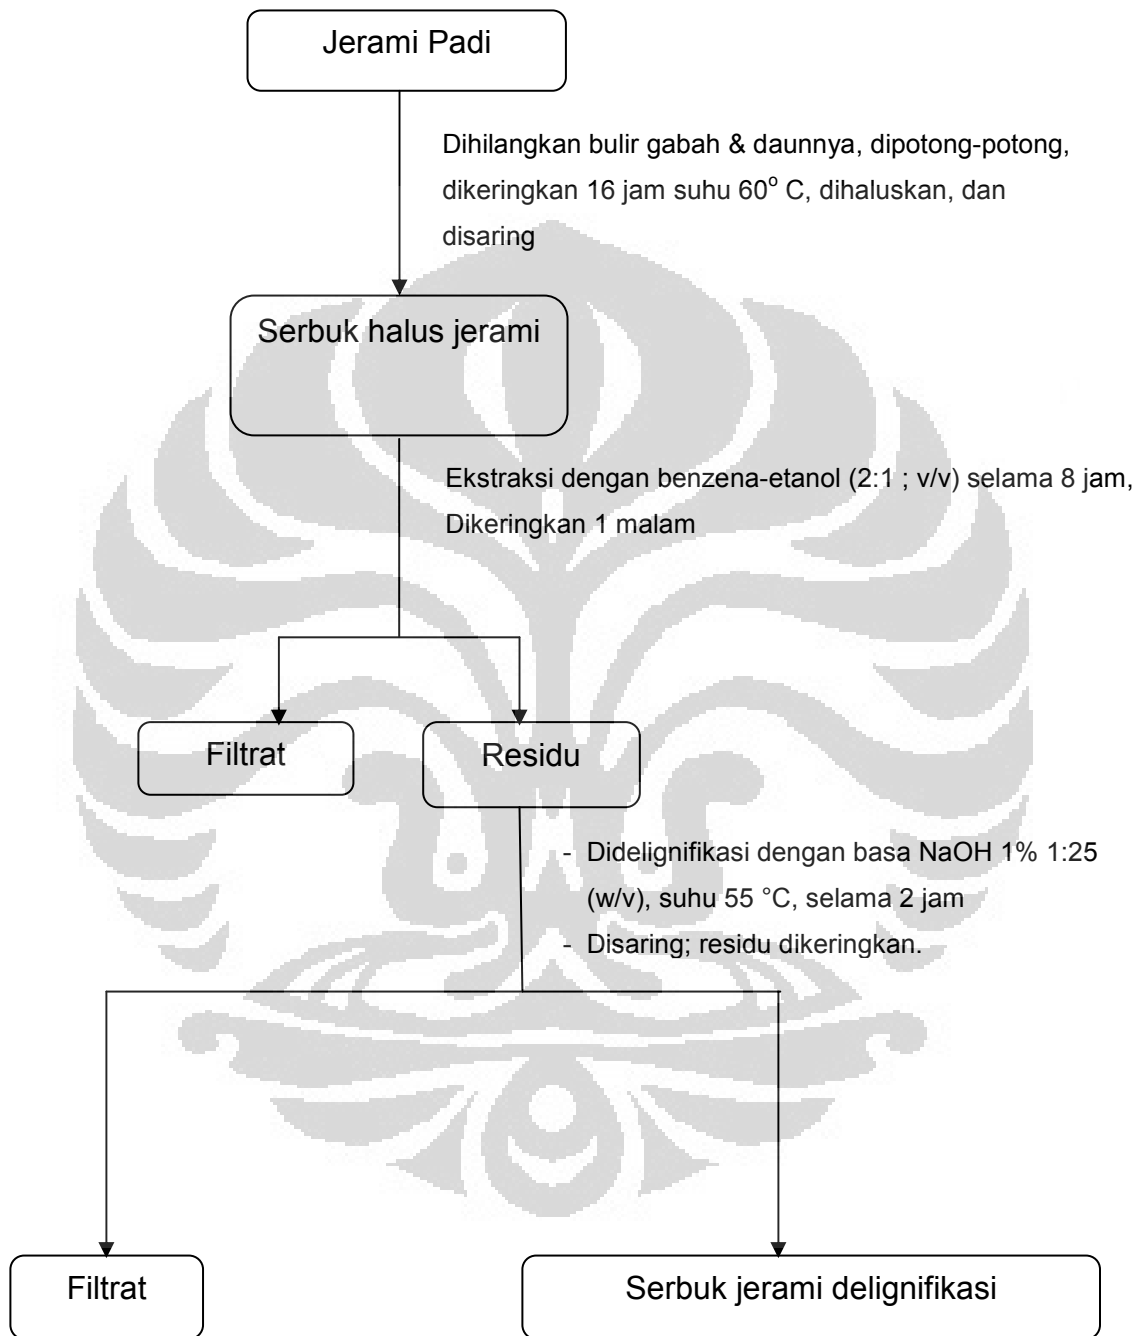 Jerami Padi
Dihilangkan bulir gabah & daunnya, dipotong-potong,
dikeringkan 16 jam suhu 60° C, dihaluskan, dan
disaring
Serbuk halus jerami
Ekstraksi dengan benzena-etanol (2:1 ; v/v) selama 8 jam,
Dikeringkan 1 malam
Filtrat
Residu
- Didelignifikasi dengan basa NaOH 1% 1:25
(w/v), suhu 55 °C, selama 2 jam
- Disaring; residu dikeringkan.
Filtrat
Serbuk jerami delignifikasi